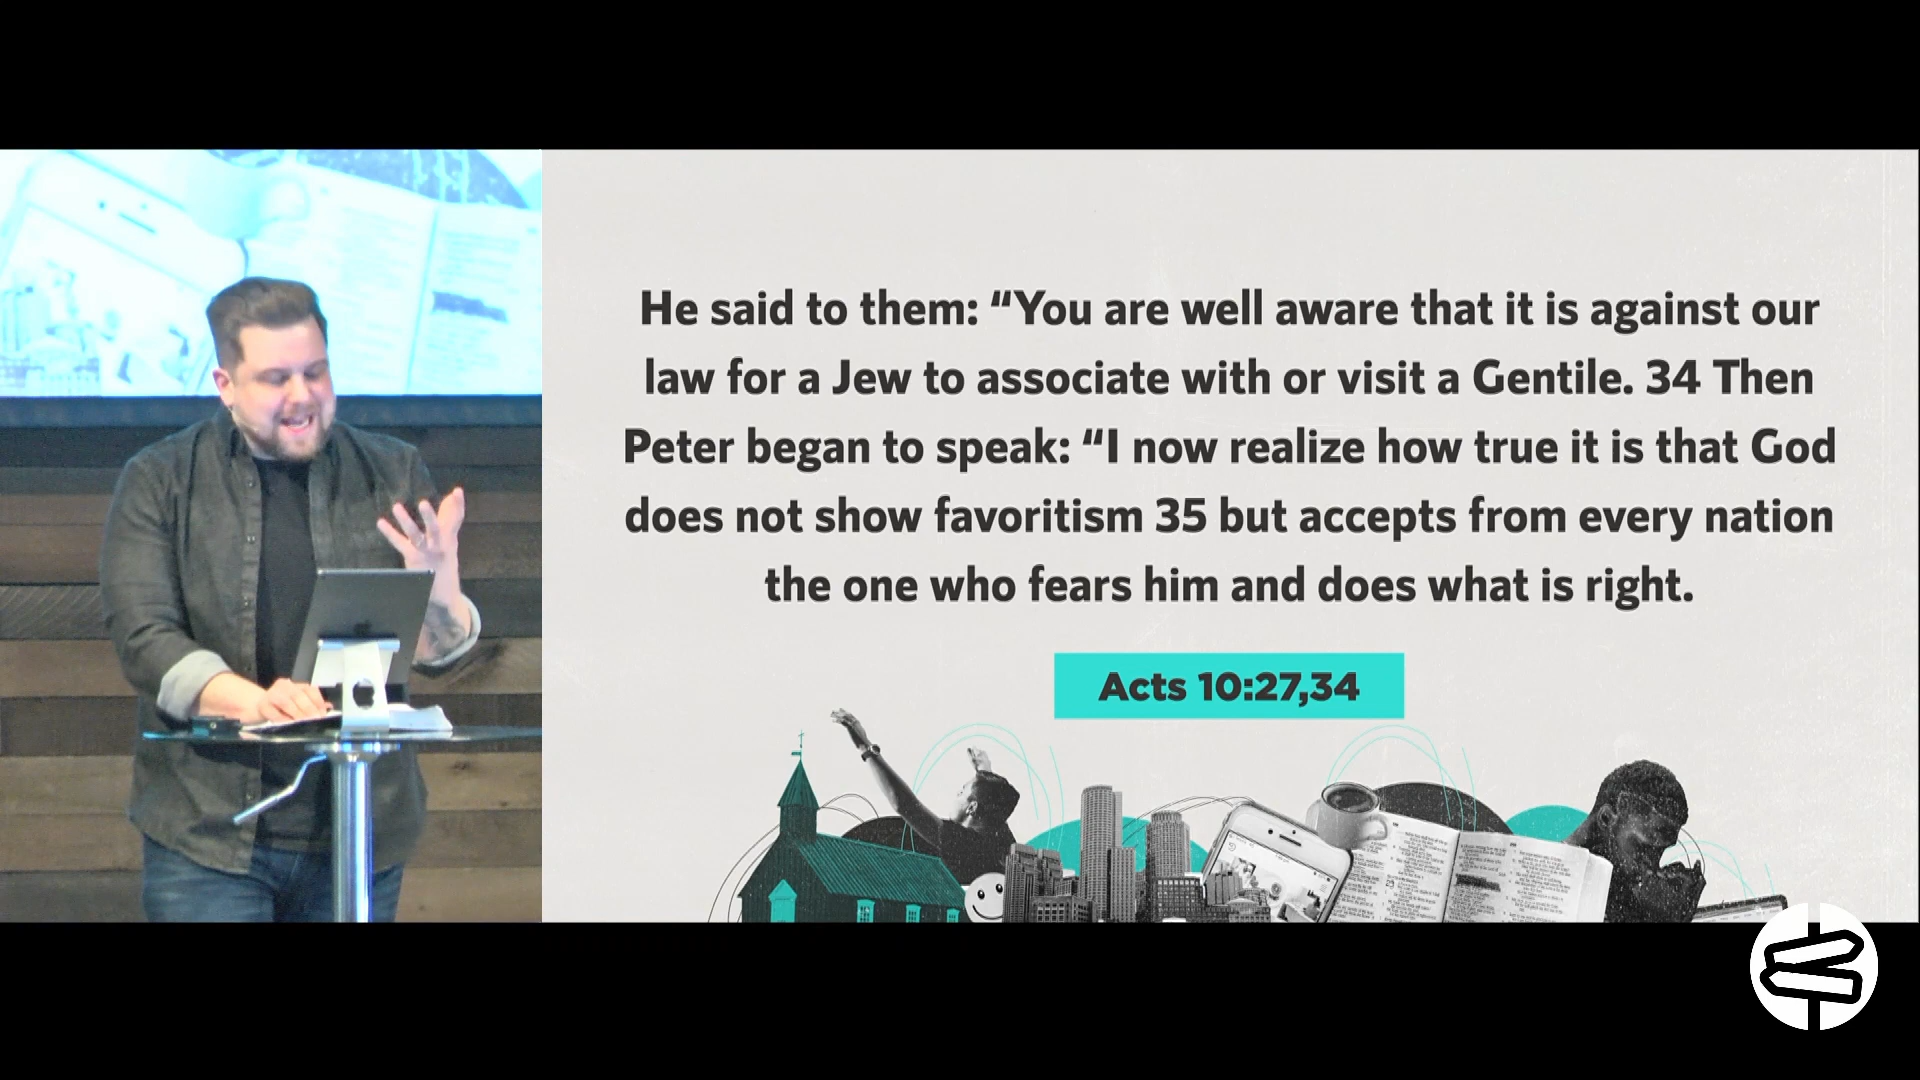 He said to them: “You are well aware that it is against our
law for a Jew to associate with or visit a Gentile. 34 Then
Peter began to speak: “I now realize how true it is that God
does not show favoritism 35 but accepts from every nation
the one who fears him and does what is right.
Acts 10:27,34